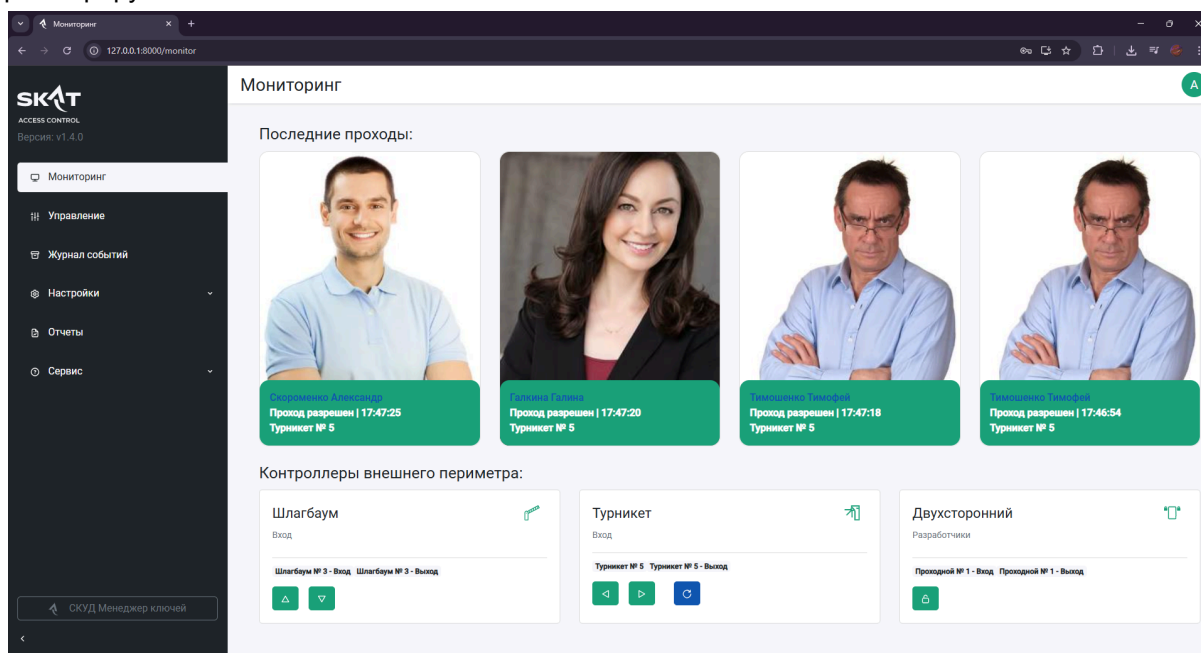 Мониторинг
127.0.0.1:8000/monitor
SKAT
ACCESS CONTROL
Версия: v1.4.0
Мониторинг
Управление
Журнал событий
Настройки
Отчеты
Сервис
СКУД Менеджер ключей
Мониторинг
A
Последние проходы:
Скороменко Александр
Проход разрешен | 17:47:25
Турникет № 5
Галкина Галина
Проход разрешен | 17:47:20
Турникет № 5
Тимошенко Тимофей
Проход разрешен | 17:47:18
Турникет № 5
Тимошенко Тимофей
Проход разрешен | 17:46:54
Турникет № 5
Контроллеры внешнего периметра:
Шлагбаум
Вход
Шлагбаум № 3 - Вход Шлагбаум № 3 - Выход
Турникет
Вход
Турникет № 5 Турникет № 5 - Выход
Двухсторонний
Разработчики
Проходной № 1 - Вход Проходной № 1 - Выход